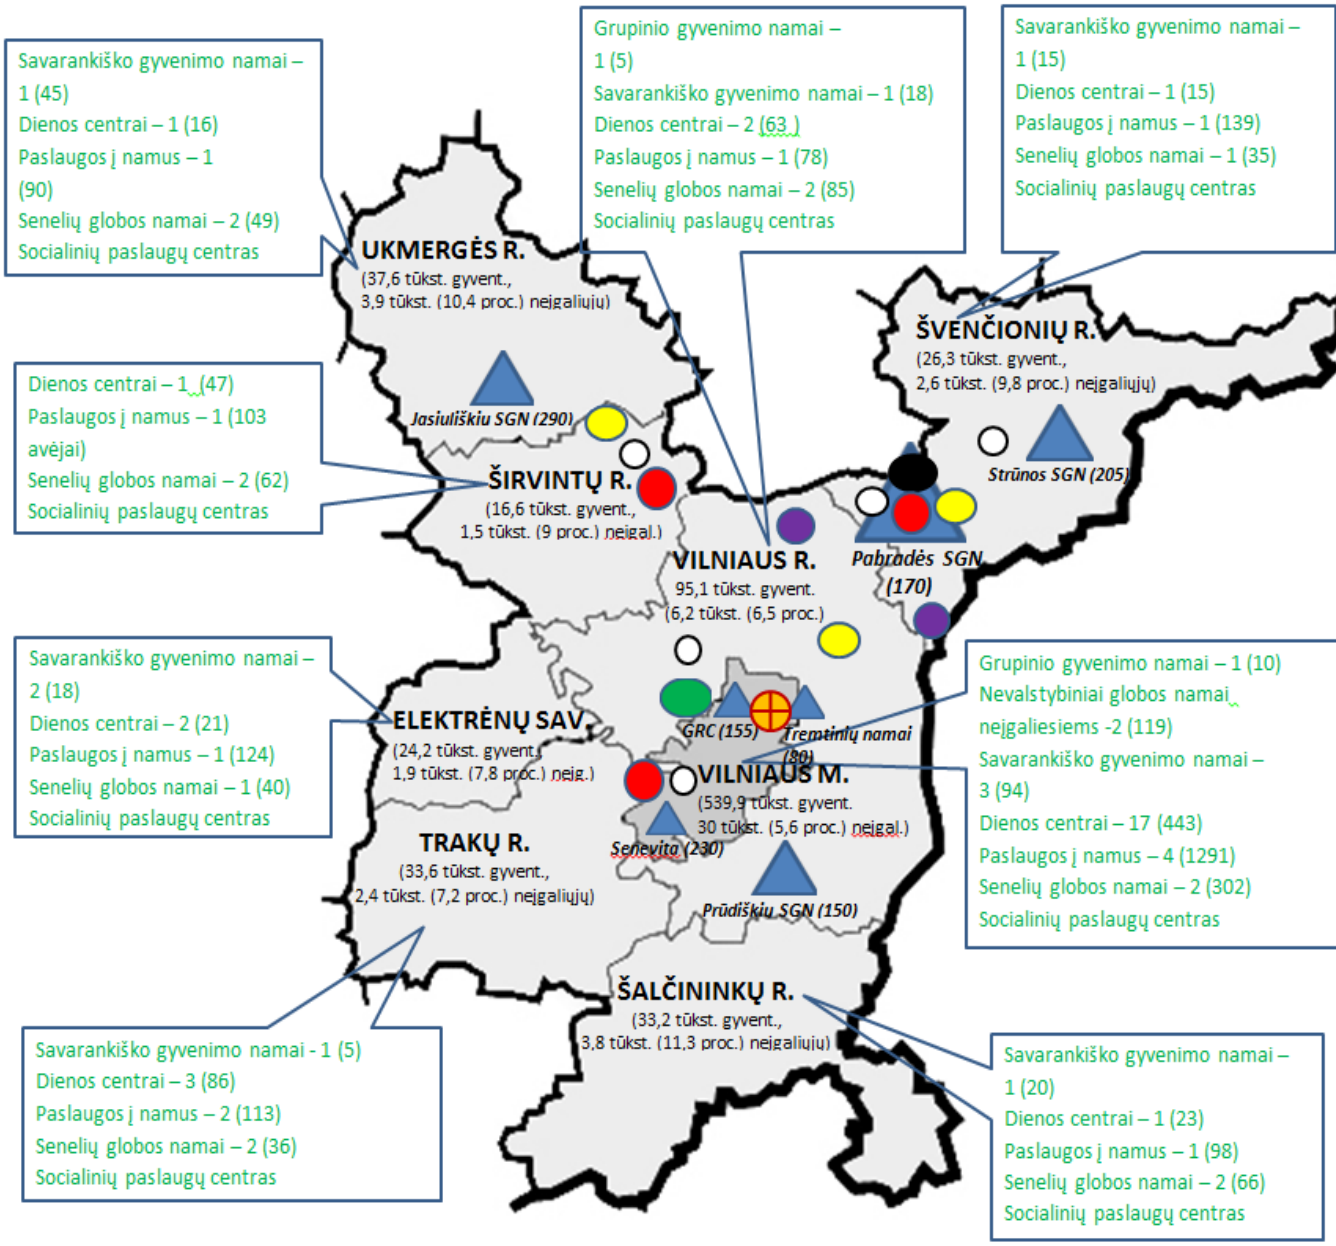 Savarankiško gyvenimo namai –
1 (45)
Dienos centrai – 1 (16)
Paslaugos į namus – 1
(90)
Senelių globos namai – 2 (49)
Socialinių paslaugų centras
Grupinio gyvenimo namai –
1 (5)
Savarankiško gyvenimo namai – 1 (18)
Dienos centrai – 2 (63 )
Paslaugos į namus – 1 (78)
Senelių globos namai – 2 (85)
Socialinių paslaugų centras
Savarankiško gyvenimo namai –
1 (15)
Dienos centrai – 1 (15)
Paslaugos į namus – 1 (139)
Senelių globos namai – 1 (35)
Socialinių paslaugų centras
UKMERGĖS R.
(37,6 tūkst. gyvent.,
3,9 tūkst. (10,4 proc.) neįgaliųjų)
Jasiuliškių SGN (290)
ŠVENČIONIŲ R.
(26,3 tūkst. gyvent.,
2,6 tūkst. (9,8 proc.) neįgaliųjų)
Strūnos SGN (205)
Dienos centrai – 1 (47)
Paslaugos į namus – 1 (103
avėjai)
Senelių globos namai – 2 (62)
Socialinių paslaugų centras
ŠIRVINTŲ R.
(16,6 tūkst. gyvent.,
1,5 tūkst. (9 proc.) neįgal.)
Pabradės SGN
(170)
VILNIAUS R.
95,1 tūkst. gyvent.
(6,2 tūkst. (6,5 proc.)
Savarankiško gyvenimo namai –
2 (18)
Dienos centrai – 2 (21)
Paslaugos į namus – 1 (124)
Senelių globos namai – 1 (40)
Socialinių paslaugų centras
ELEKTRĖNŲ SAV.
(24,2 tūkst. gyvent.
1,9 tūkst. (7,8 proc.) neįg.)
GRC (155)
Tremtinių namai
(80)
VILNIAUS M.
(539,9 tūkst. gyvent.
30 tūkst. (5,6 proc.) neįgal.)
Senevita (230)
Prūdiškių SGN (150)
Grupinio gyvenimo namai – 1 (10)
Nevalstybiniai globos namai
neįgaliesiems -2 (119)
Savarankiško gyvenimo namai –
3 (94)
Dienos centrai – 17 (443)
Paslaugos į namus – 4 (1291)
Senelių globos namai – 2 (302)
Socialinių paslaugų centras
TRAKŲ R.
(33,6 tūkst. gyvent.,
2,4 tūkst. (7,2 proc.) neįgaliųjų)
ŠALČININKŲ R.
(33,2 tūkst. gyvent.,
3,8 tūkst. (11,3 proc.) neįgaliųjų)
Savarankiško gyvenimo namai - 1 (5)
Dienos centrai – 3 (86)
Paslaugos į namus – 2 (113)
Senelių globos namai – 2 (36)
Socialinių paslaugų centras
Savarankiško gyvenimo namai –
1 (20)
Dienos centrai – 1 (23)
Paslaugos į namus – 1 (98)
Senelių globos namai – 2 (66)
Socialinių paslaugų centras